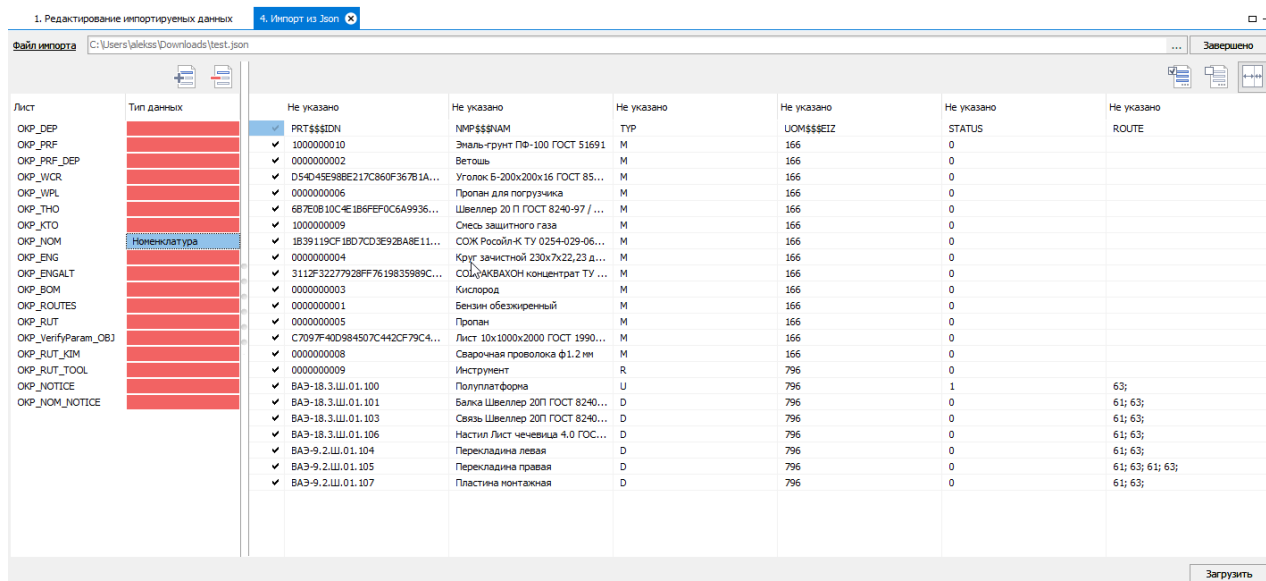 1. Редактирование импортируемых данных 4. Импорт из Json
Файл импорта C:\Users\alekss\Downloads\test.json ... Завершено
Лист Тип данных Не указано Не указано Не указано Не указано Не указано Не указано
OKP_DEP PRT$$$IDN NMP$$$NAM TYP UOM$$$EIZ STATUS ROUTE
OKP_PRF 1000000010 Эмаль-грунт ПФ-100 ГОСТ 51691 M 166 0
OKP_PRF_DEP 0000000002 Ветошь M 166 0
OKP_WCR D54D45E98BE217C860F367B1A... Уголок Б-200х200х16 ГОСТ 85... M 166 0
OKP_WPL 0000000006 Пропан для погрузчика M 166 0
OKP_THO 6B7E0B10C4E1B6FEF0C6A9936... Швеллер 20 П ГОСТ 8240-97 / ... M 166 0
OKP_KTO 1000000009 Смесь защитного газа M 166 0
OKP_NOM Номенклатура 1B39119CF1BD7CD3E92BA8E11... СОЖ Росойл-К ТУ 0254-029-06... M 166 0
OKP_ENG 0000000004 Круг зачистной 230х7х22,23 д... M 166 0
OKP_ENGALT 3112F32277928FF7619835989C... АКВАХОН концентрат ТУ ... M 166 0
OKP_BOM 0000000003 Кислород M 166 0
OKP_ROUTES 0000000001 Бензин обезжиренный M 166 0
OKP_RUT 0000000005 Пропан M 166 0
OKP_VerifyParam_OBJ C7097F40D984507C442CF79C4... Лист 10х1000х2000 ГОСТ 1990... M 166 0
OKP_RUT_KIM 0000000008 Сварочная проволока ф1.2 мм M 166 0
OKP_RUT_TOOL 0000000009 Инструмент R 796 0
OKP_NOTICE ВАЭ-18.3.Ш.01.100 Полуплатформа U 796 1 63;
OKP_NOM_NOTICE ВАЭ-18.3.Ш.01.101 Балка Швеллер 20П ГОСТ 8240... D 796 0 61; 63;
ВАЭ-18.3.Ш.01.103 Связь Швеллер 20П ГОСТ 8240... D 796 0 61; 63;
ВАЭ-18.3.Ш.01.106 Настил Лист чечевица 4.0 ГОС... D 796 0 61; 63;
ВАЭ-9.2.Ш.01.104 Перекладина левая D 796 0 61; 63;
ВАЭ-9.2.Ш.01.105 Перекладина правая D 796 0 61; 63; 61; 63;
ВАЭ-9.2.Ш.01.107 Пластина монтажная D 796 0 61; 63;
Загрузить